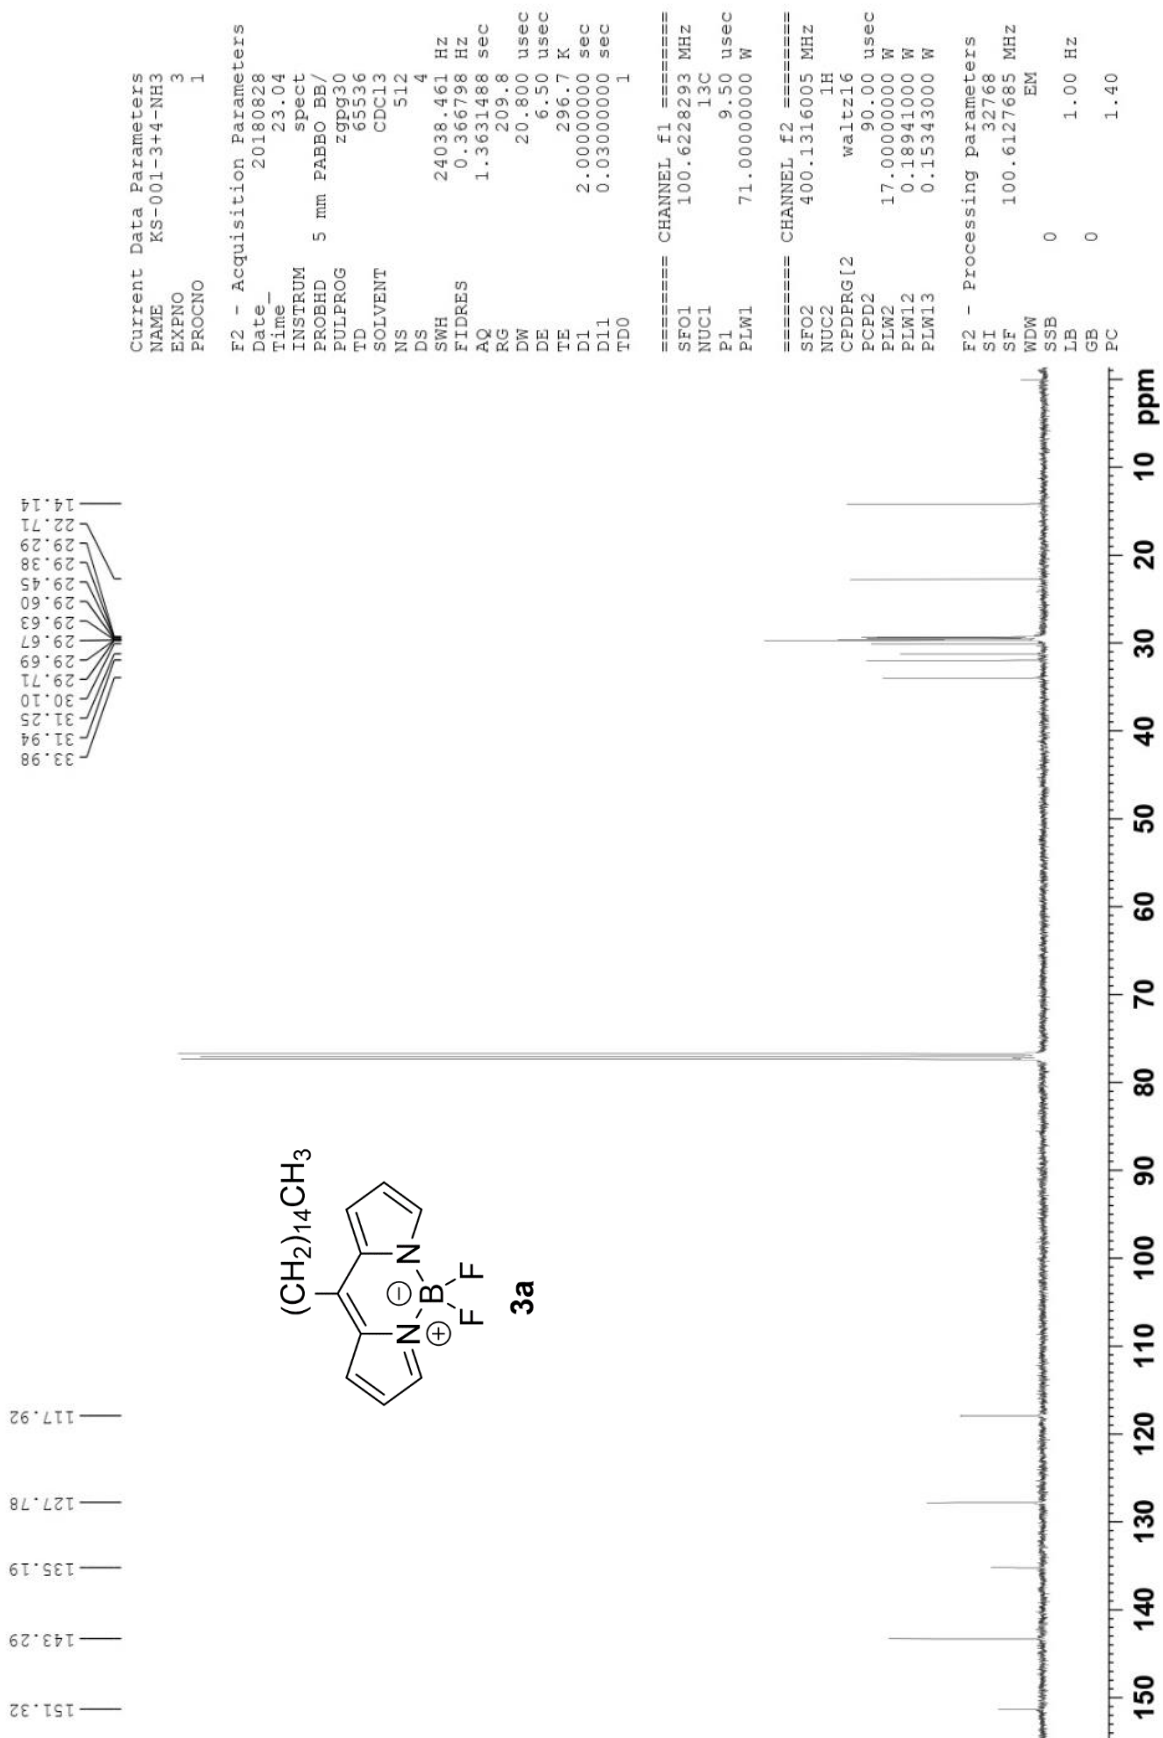 151.32
143.29
135.19
127.78
117.92
33.98
31.94
31.25
30.10
29.71
29.69
29.67
29.63
29.60
29.45
29.38
29.29
22.71
14.14
(CH2)14CH3
N
N
⊖
B
⊕
F
F
3a
Current Data Parameters
NAME KS-001-3+4-NH3
EXPNO 3
PROCNO 1
F2 - Acquisition Parameters
Date_ 20180828
Time 23.04
INSTRUM spect
PROBHD 5 mm PABBO BB/
PULPROG zgpg30
TD 65536
SOLVENT CDCl3
NS 512
DS 4
SWH 24038.461 Hz
FIDRES 0.366798 Hz
AQ 1.3631488 sec
RG 209.8
DW 20.800 usec
DE 6.50 usec
TE 296.7 K
D1 2.00000000 sec
D11 0.03000000 sec
TD0 1
======== CHANNEL f1 ========
SFO1 100.6228293 MHz
NUC1 13C
P1 9.50 usec
PLW1 71.00000000 W
======== CHANNEL f2 ========
SFO2 400.1316005 MHz
NUC2 1H
CPDPRG[2 waltz16
PCPD2 90.00 usec
PLW2 17.00000000 W
PLW12 0.18941000 W
PLW13 0.15343000 W
F2 - Processing parameters
SI 32768
SF 100.6127685 MHz
WDW EM
SSB 0
LB 1.00 Hz
GB 0
PC 1.40
150 140 130 120 110 100 90 80 70 60 50 40 30 20 10 ppm